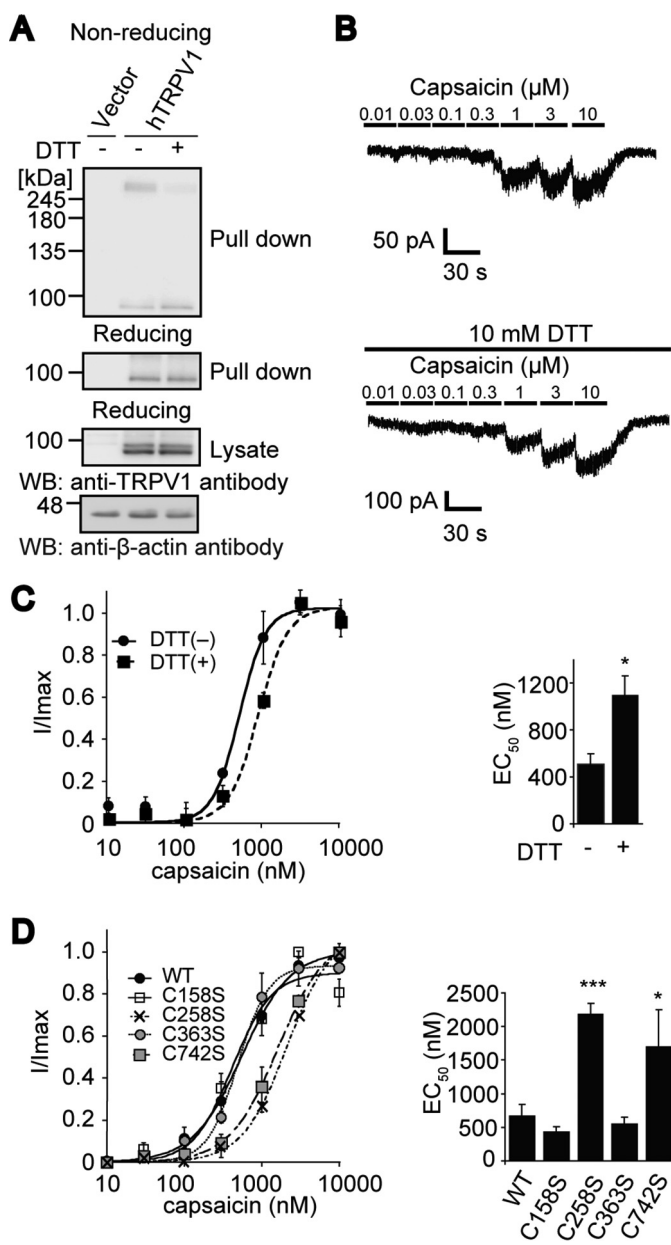 A
Non-reducing
Vector
hTRPV1
DTT - - +
[kDa]
245
180
135
100
Pull down
Reducing
100
Pull down
Reducing
100
Lysate
WB: anti-TRPV1 antibody
48
WB: anti-β-actin antibody
B
Capsaicin (μM)
0.01 0.03 0.1 0.3 1 3 10
50 pA
30 s
10 mM DTT
Capsaicin (μM)
0.01 0.03 0.1 0.3 1 3 10
100 pA
30 s
C
I/Imax
1.0
0.8
0.6
0.4
0.2
0
DTT(–)
DTT(+)
10 100 1000 10000
capsaicin (nM)
EC50 (nM)
1200
800
400
0
*
DTT - +
D
I/Imax
1.0
0.8
0.6
0.4
0.2
0
WT
C158S
C258S
C363S
C742S
10 100 1000 10000
capsaicin (nM)
EC50 (nM)
2500
2000
1500
1000
500
0
***
*
WT
C158S
C258S
C363S
C742S